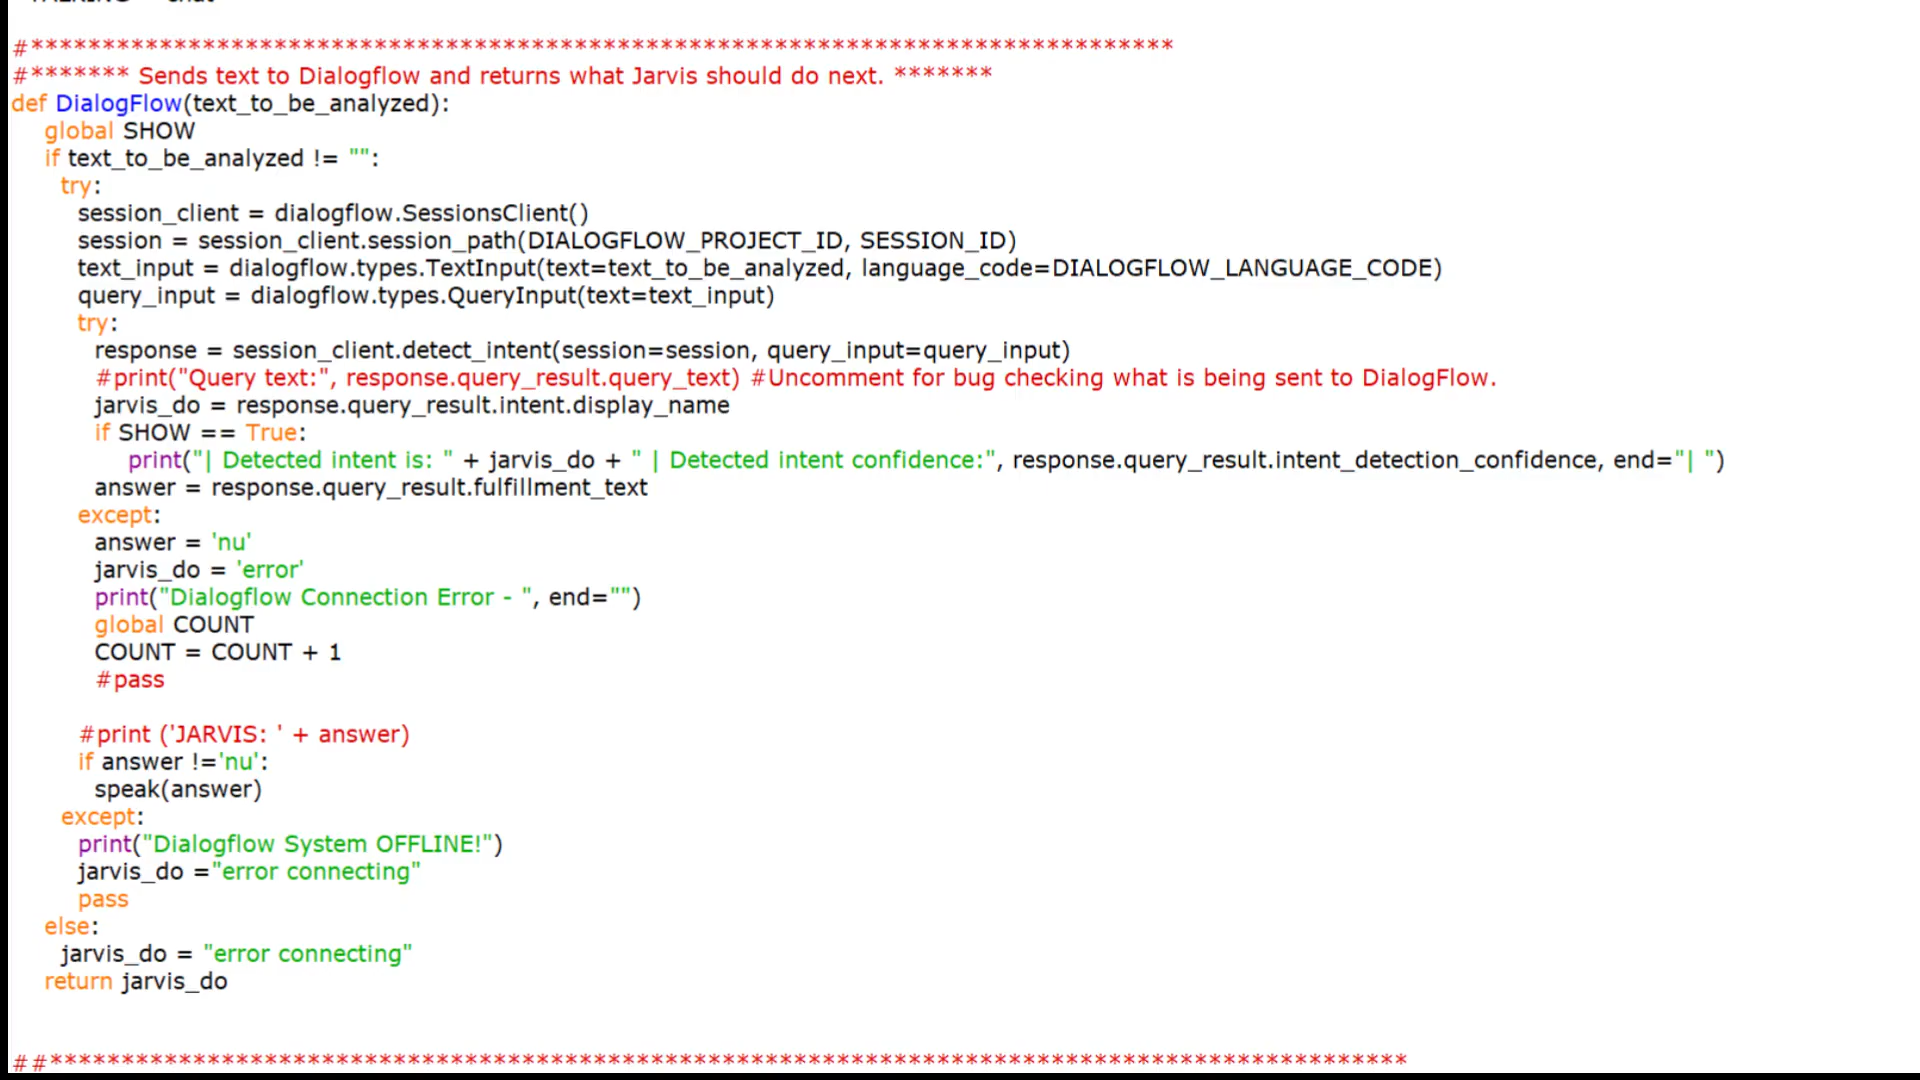 #********************************************************************************
#******* Sends text to Dialogflow and returns what Jarvis should do next. *******
def DialogFlow(text_to_be_analyzed):
global SHOW
if text_to_be_analyzed != "":
try:
session_client = dialogflow.SessionsClient()
session = session_client.session_path(DIALOGFLOW_PROJECT_ID, SESSION_ID)
text_input = dialogflow.types.TextInput(text=text_to_be_analyzed, language_code=DIALOGFLOW_LANGUAGE_CODE)
query_input = dialogflow.types.QueryInput(text=text_input)
try:
response = session_client.detect_intent(session=session, query_input=query_input)
#print("Query text:", response.query_result.query_text) #Uncomment for bug checking what is being sent to DialogFlow.
jarvis_do = response.query_result.intent.display_name
if SHOW == True:
print("| Detected intent is: " + jarvis_do + " | Detected intent confidence:", response.query_result.intent_detection_confidence, end="| ")
answer = response.query_result.fulfillment_text
except:
answer = 'nu'
jarvis_do = 'error'
print("Dialogflow Connection Error - ", end="")
global COUNT
COUNT = COUNT + 1
#pass
#print ('JARVIS: ' + answer)
if answer !='nu':
speak(answer)
except:
print("Dialogflow System OFFLINE!")
jarvis_do ="error connecting"
pass
else:
jarvis_do = "error connecting"
return jarvis_do
##***********************************************************************************************